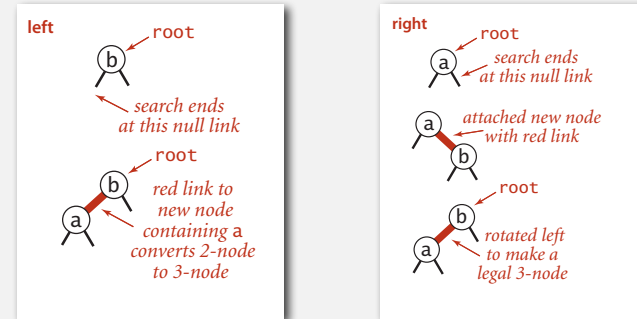 left
root
b
search ends
at this null link
root
b
red link to
new node
a
containing a
converts 2-node
to 3-node
right
root
a
search ends
at this null link
a
attached new node
with red link
b
root
b
rotated left
a
to make a
legal 3-node